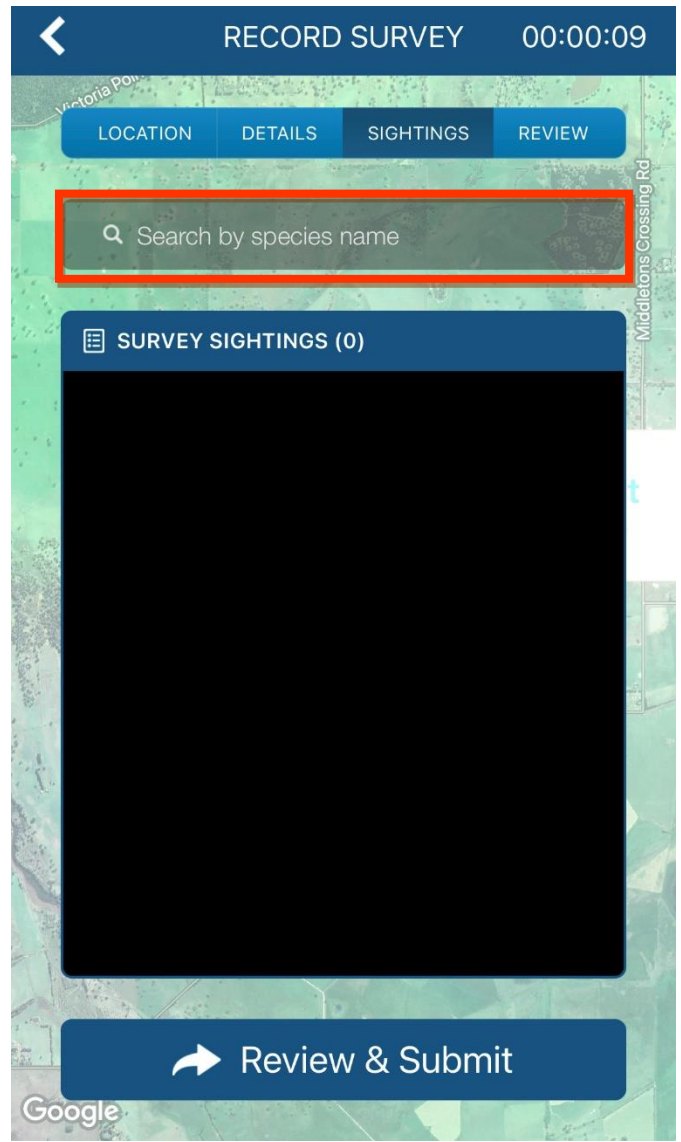 RECORD SURVEY 00:00:09
Victoria
LOCATION DETAILS SIGHTINGS REVIEW
Middletons Crossing Rd
Search by species name
SURVEY SIGHTINGS (0)
t
Review & Submit
Google